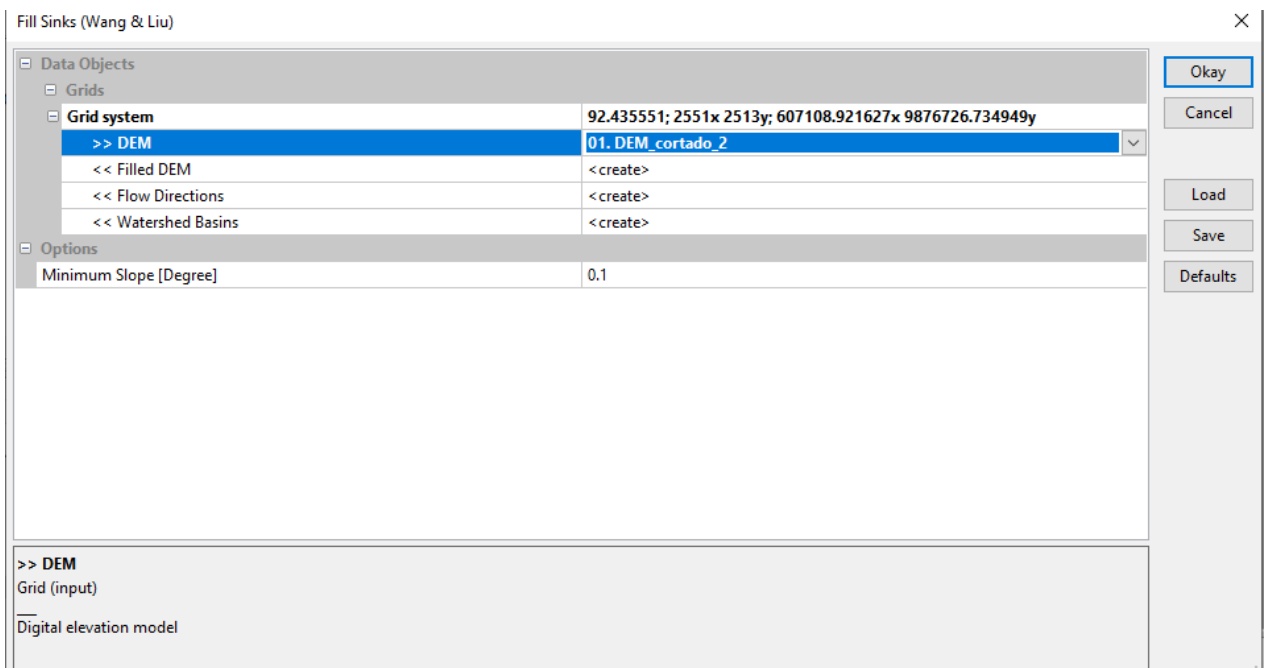 Fill Sinks (Wang & Liu)
Data Objects
Grids
Grid system 92.435551; 2551x 2513y; 607108.921627x 9876726.734949y
>> DEM 01. DEM_cortado_2
<< Filled DEM <create>
<< Flow Directions <create>
<< Watershed Basins <create>
Options
Minimum Slope [Degree] 0.1
Okay
Cancel
Load
Save
Defaults
>> DEM
Grid (input)
__
Digital elevation model